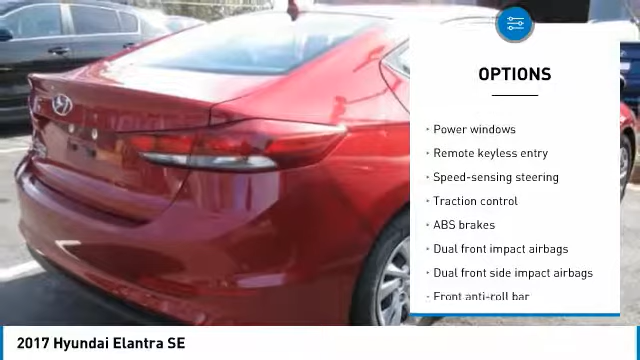 OPTIONS
Power windows
Remote keyless entry
Speed-sensing steering
Traction control
ABS brakes
Dual front impact airbags
Dual front side impact airbags
Front anti-roll bar
2017 Hyundai Elantra SE